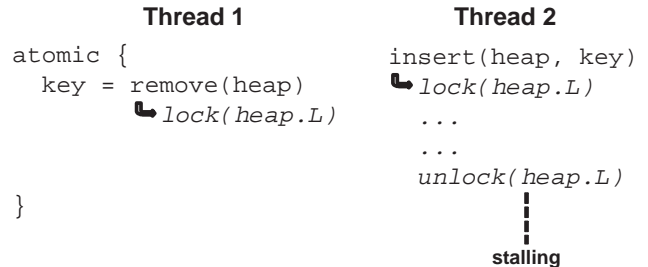 Thread 1
atomic {
key = remove(heap)
lock(heap.L)
}
Thread 2
insert(heap, key)
lock(heap.L)
...
...
unlock(heap.L)
stalling